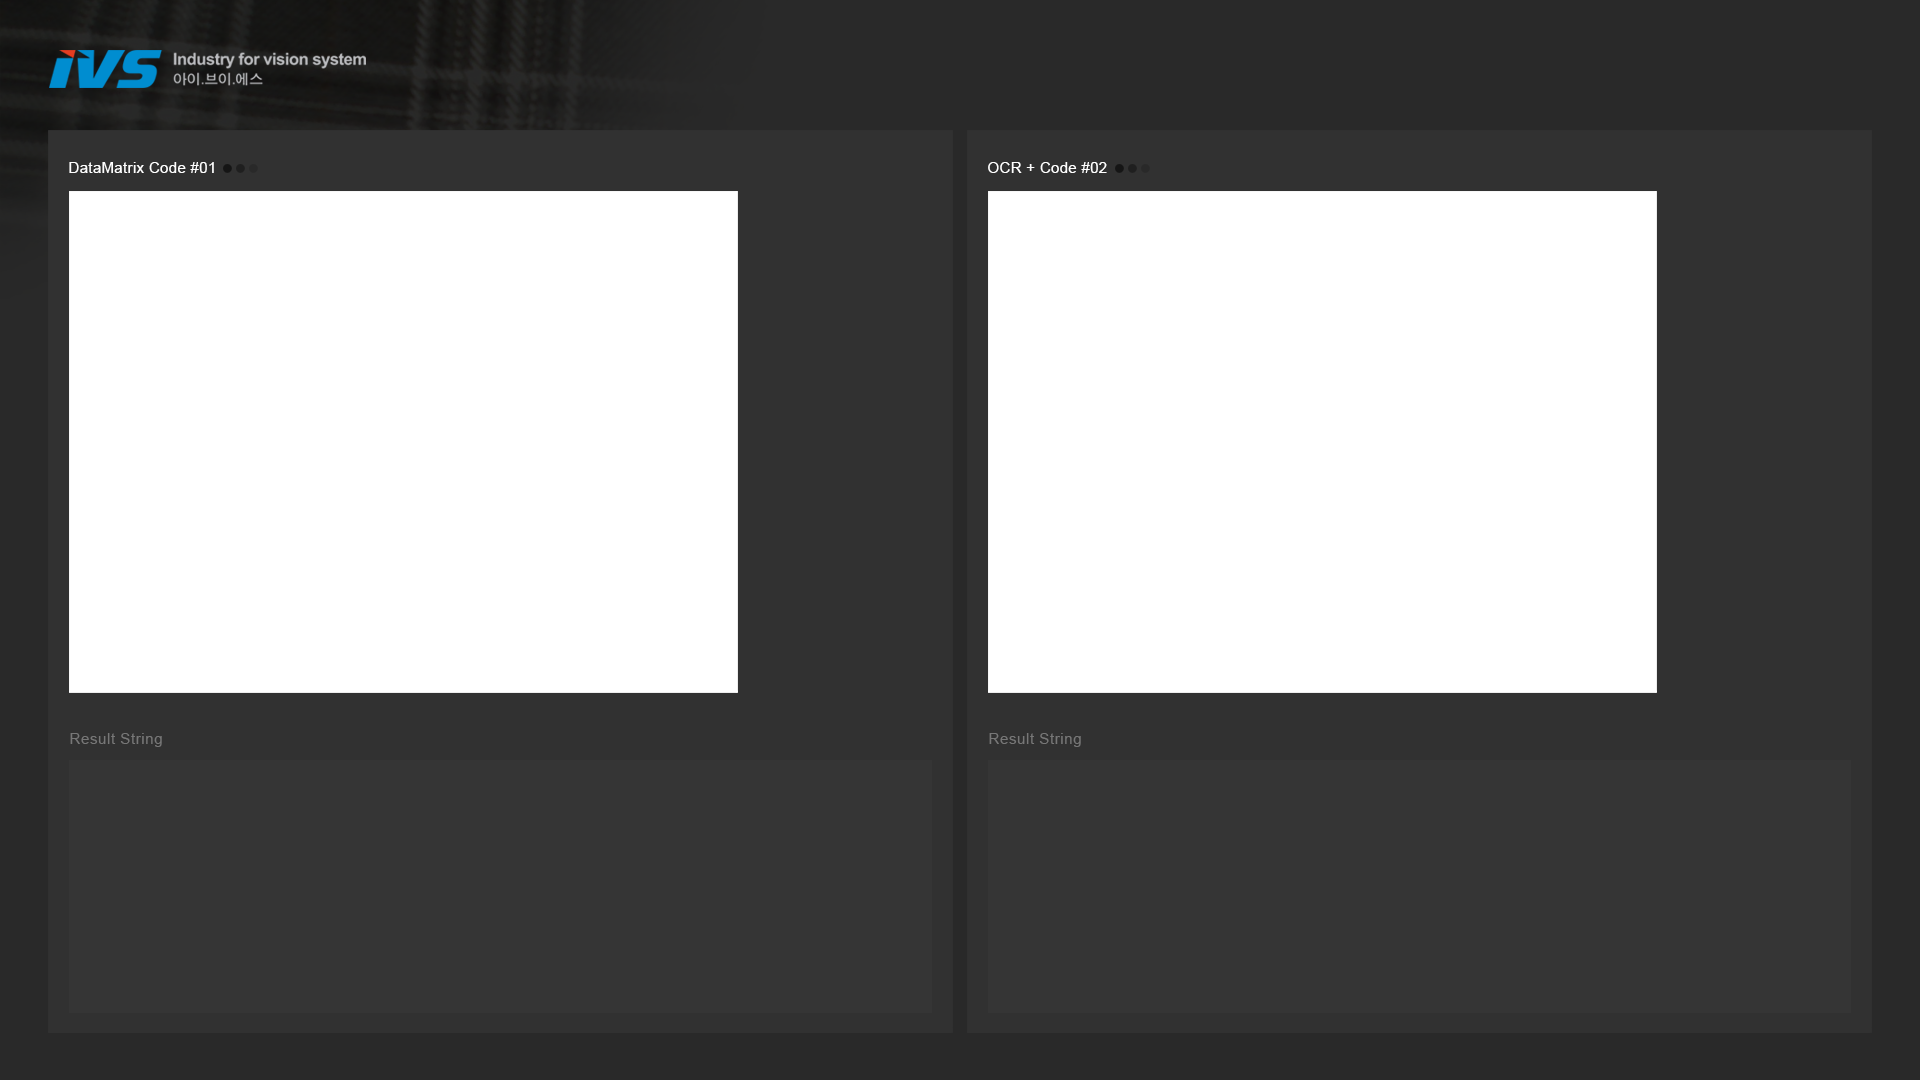 iVS
Industry for vision system
아이.브이.에스
DataMatrix Code #01
OCR + Code #02
Result String
Result String